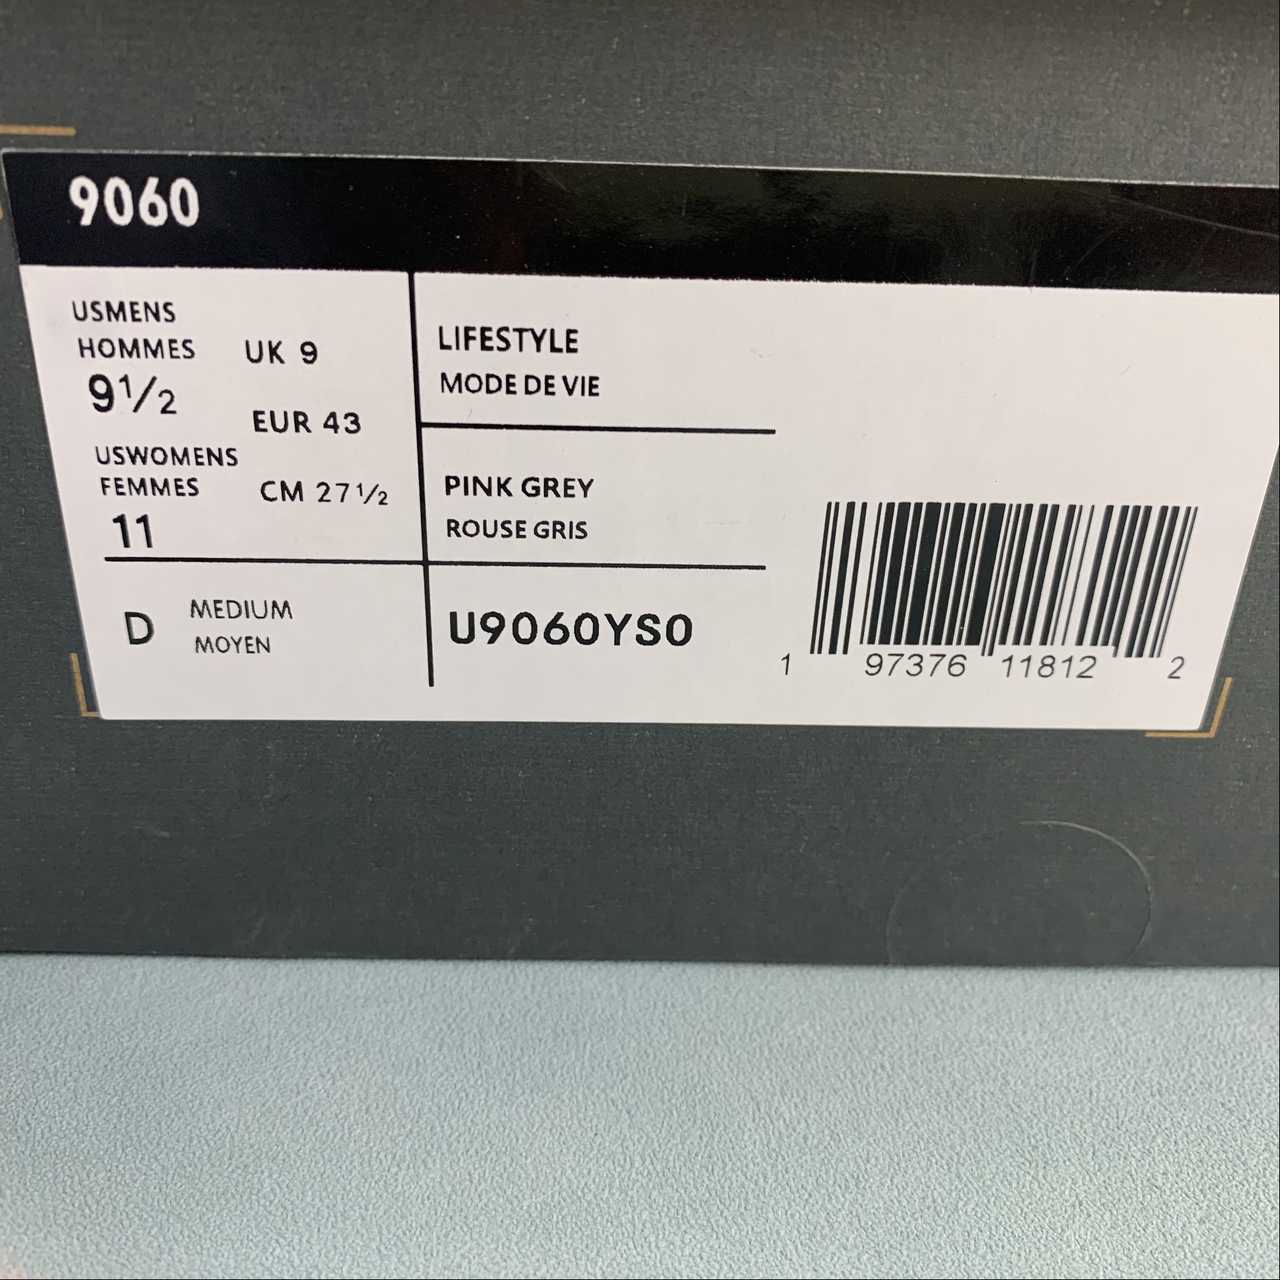 9060
USMENS
HOMMES
9½
UK 9
EUR 43
USWOMENS
FEMMES
11
CM 27½
D
MEDIUM
MOYEN
LIFESTYLE
MODE DE VIE
PINK GREY
ROUSE GRIS
U9060YS0
1 97376 11812 2